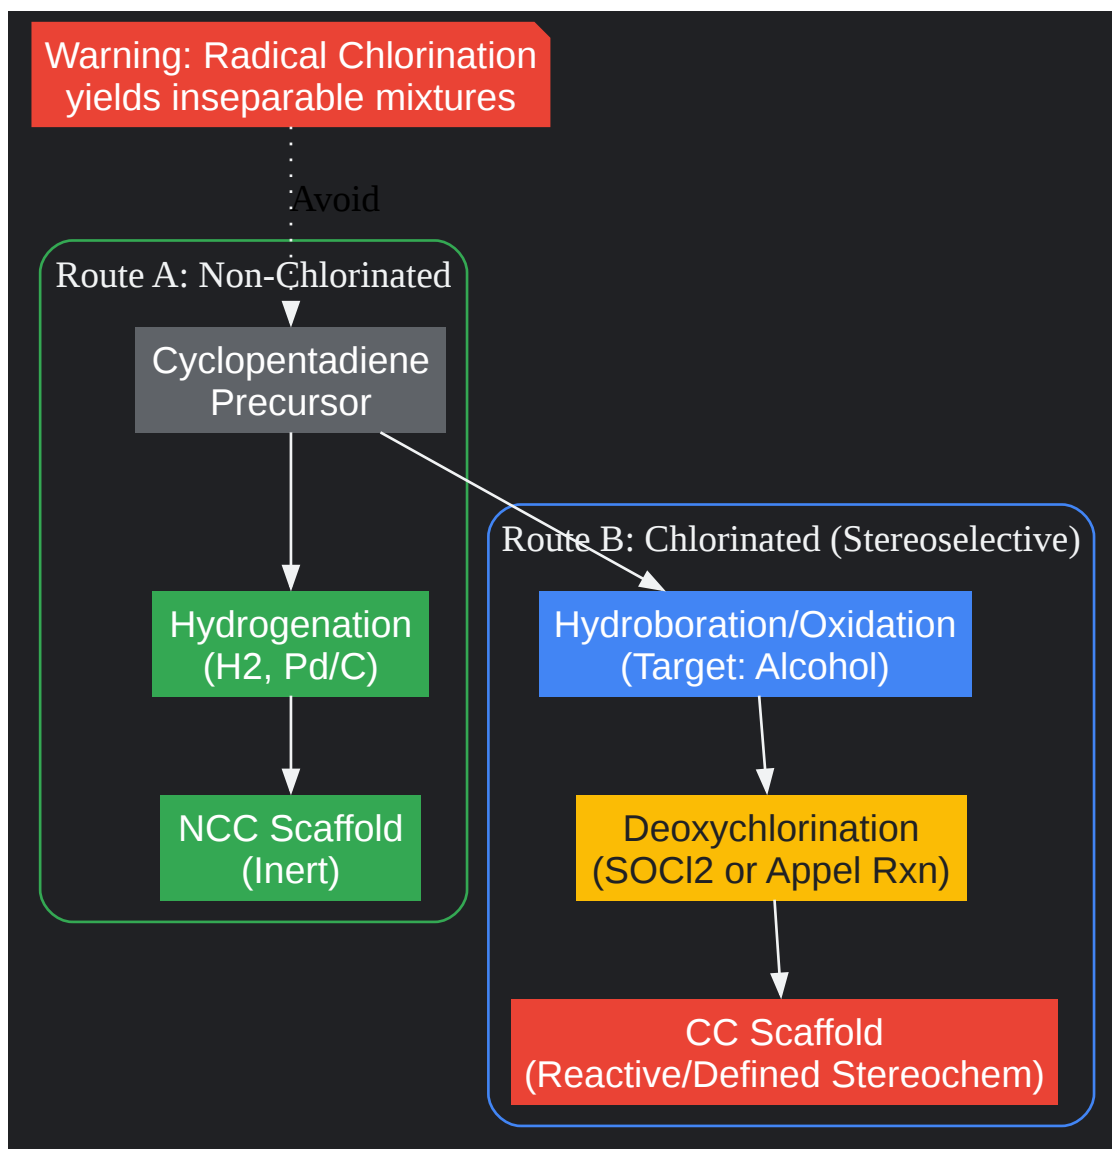 Warning: Radical Chlorination
yields inseparable mixtures
Avoid
Route A: Non-Chlorinated
Cyclopentadiene
Precursor
Route B: Chlorinated (Stereoselective)
Hydrogenation
(H2, Pd/C)
Hydroboration/Oxidation
(Target: Alcohol)
NCC Scaffold
(Inert)
Deoxychlorination
(SOCl2 or Appel Rxn)
CC Scaffold
(Reactive/Defined Stereochem)